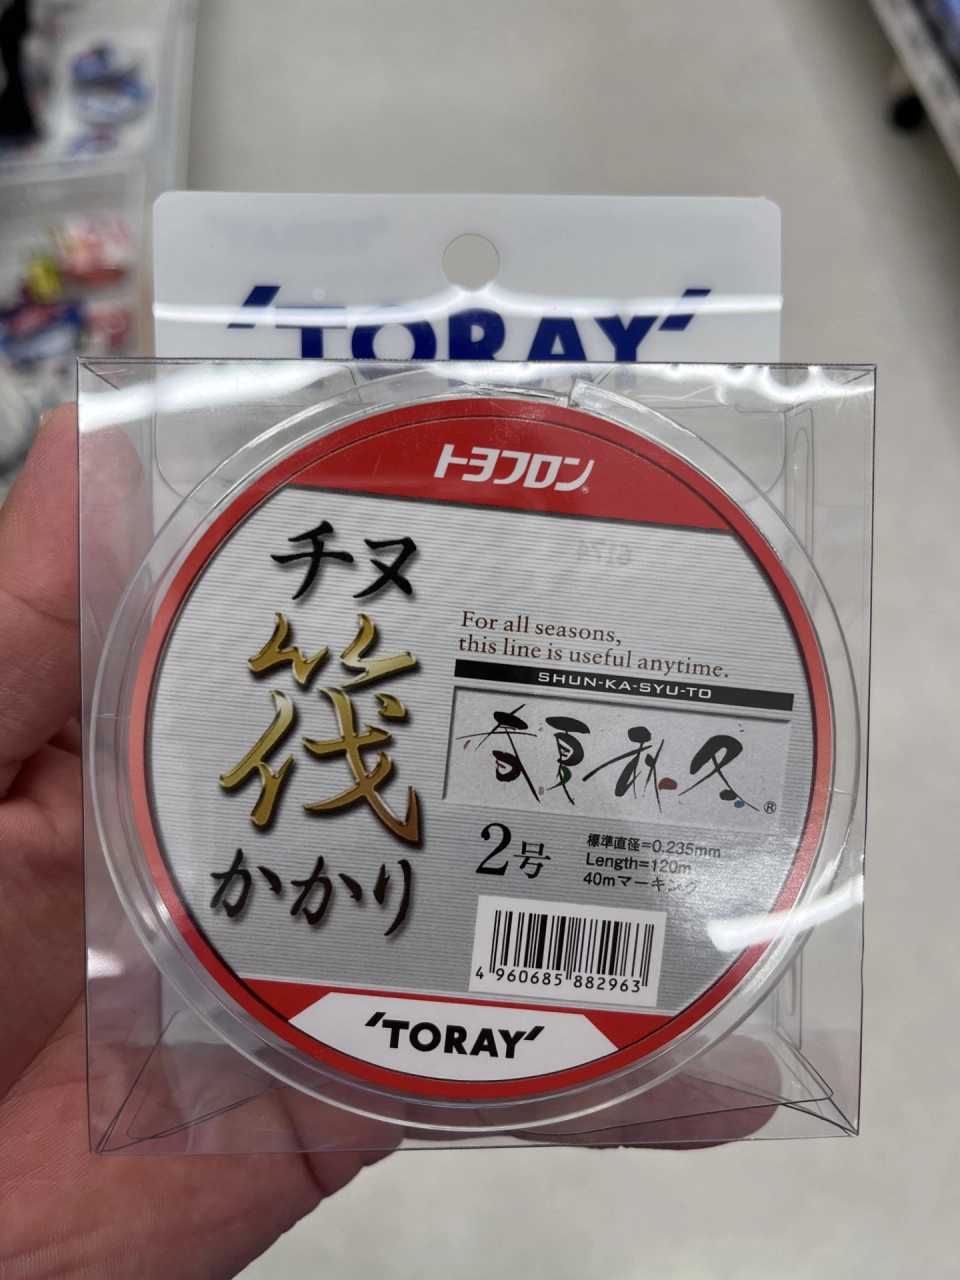 'TORAY'
トヨフロン®
チヌ
筏
かかり
For all seasons,
this line is useful anytime.
SHUN-KA-SYU-TO
春夏秋冬®
2号
標準直径=0.235mm
Length=120m
40mマーキング
4 960685 882963
'TORAY'